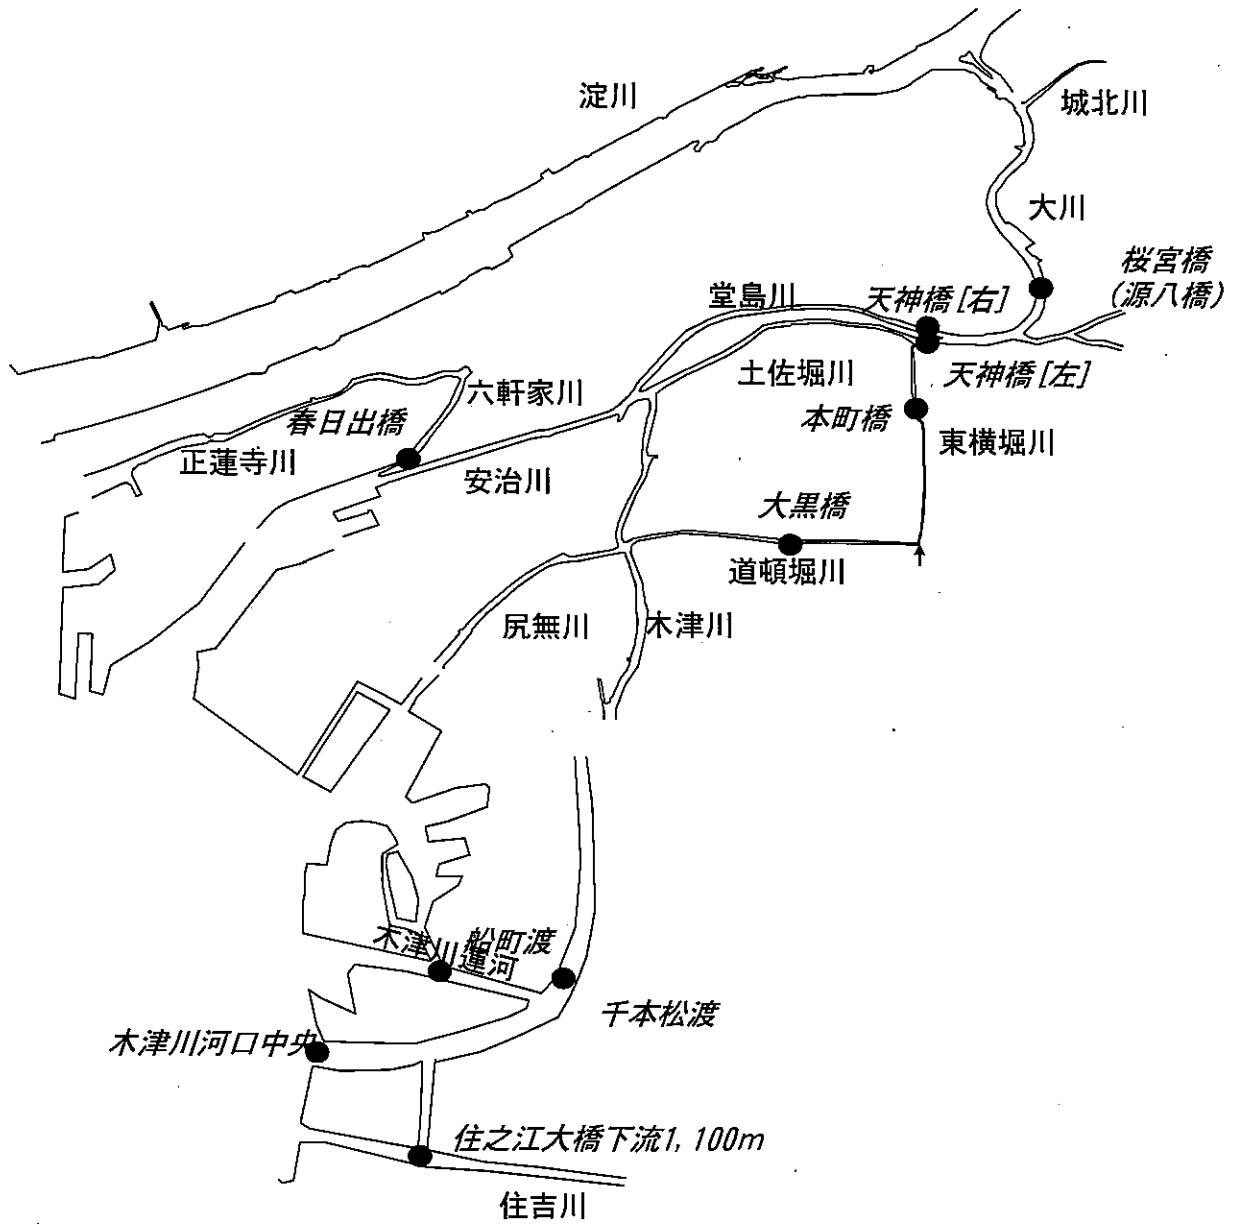 淀川
城北川
大川
桜宮橋
(源八橋)
堂島川
天神橋[右]
土佐堀川
天神橋[左]
六軒家川
春日出橋
本町橋
東横堀川
正蓮寺川
安治川
大黒橋
道頓堀川
尻無川
木津川
船町渡
木津川運河
千本松渡
木津川河口中央
住之江大橋下流1,100m
住吉川